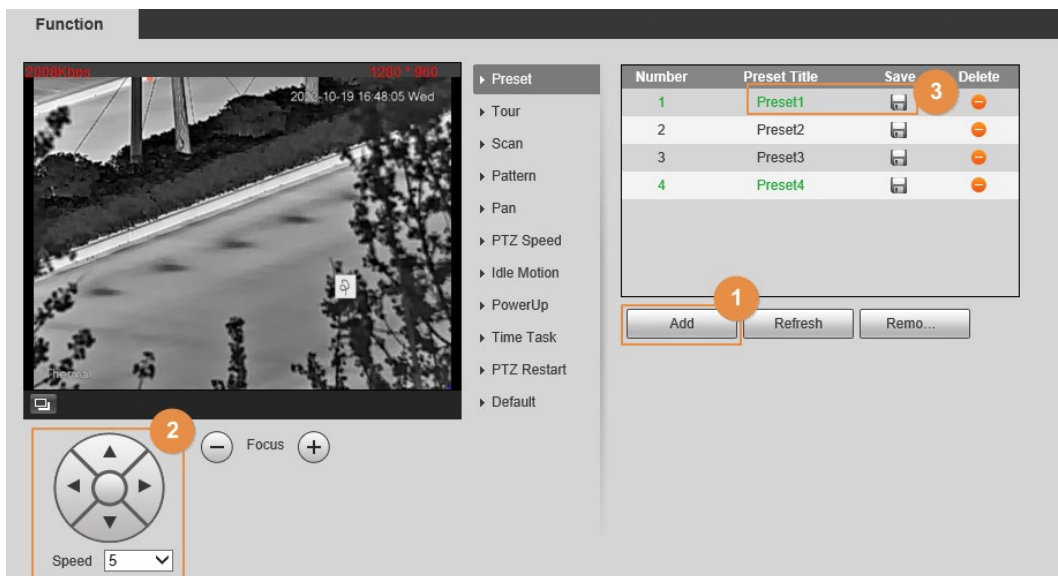 Function
2008Kbps 1280 * 960
2022-10-19 16:48:05 Wed
Thermal
Preset
Tour
Scan
Pattern
Pan
PTZ Speed
Idle Motion
PowerUp
Time Task
PTZ Restart
Default
Number Preset Title Save Delete
1 Preset1
3
2 Preset2
3 Preset3
4 Preset4
1
Add Refresh Remo...
2
Focus
Speed 5